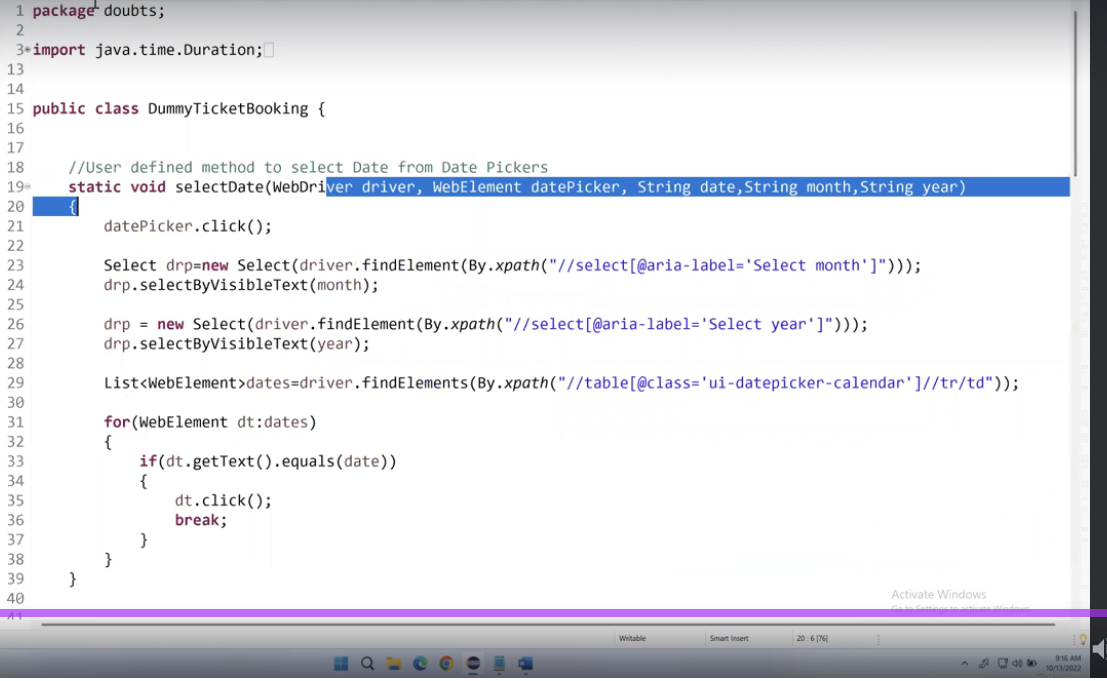 1 package doubts;
2
3 import java.time.Duration;
13
14
15 public class DummyTicketBooking {
16
17
18 //User defined method to select Date from Date Pickers
19 static void selectDate(WebDriver driver, WebElement datePicker, String date,String month,String year)
20 {
21 datePicker.click();
22
23 Select drp=new Select(driver.findElement(By.xpath("//select[@aria-label='Select month']")));
24 drp.selectByVisibleText(month);
25
26 drp = new Select(driver.findElement(By.xpath("//select[@aria-label='Select year']")));
27 drp.selectByVisibleText(year);
28
29 List<WebElement>dates=driver.findElements(By.xpath("//table[@class='ui-datepicker-calendar']//tr/td"));
30
31 for(WebElement dt:dates)
32 {
33 if(dt.getText().equals(date))
34 {
35 dt.click();
36 break;
37 }
38 }
39 }
40
41
Activate Windows
Go to Settings to activate Windows.
Writable Smart Insert 20 : 6 [76]
9:16 AM
10/13/2022